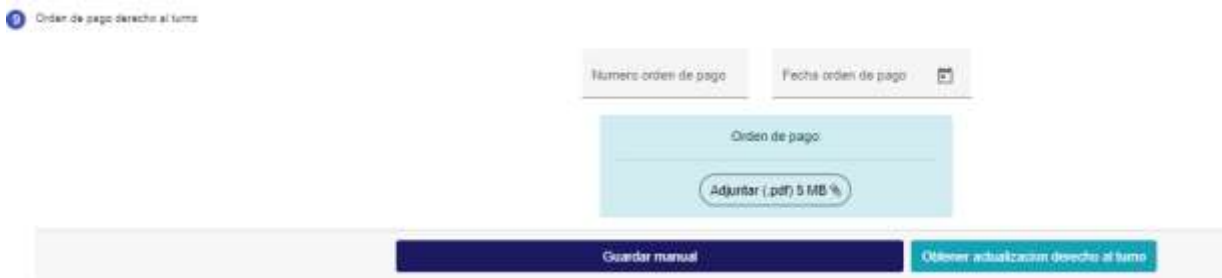 9 Orden de pago derecho al turno
Numero orden de pago Fecha orden de pago
Orden de pago
Adjuntar (.pdf) 5 MB
Guardar manual Obtener actualizacion derecho al turno